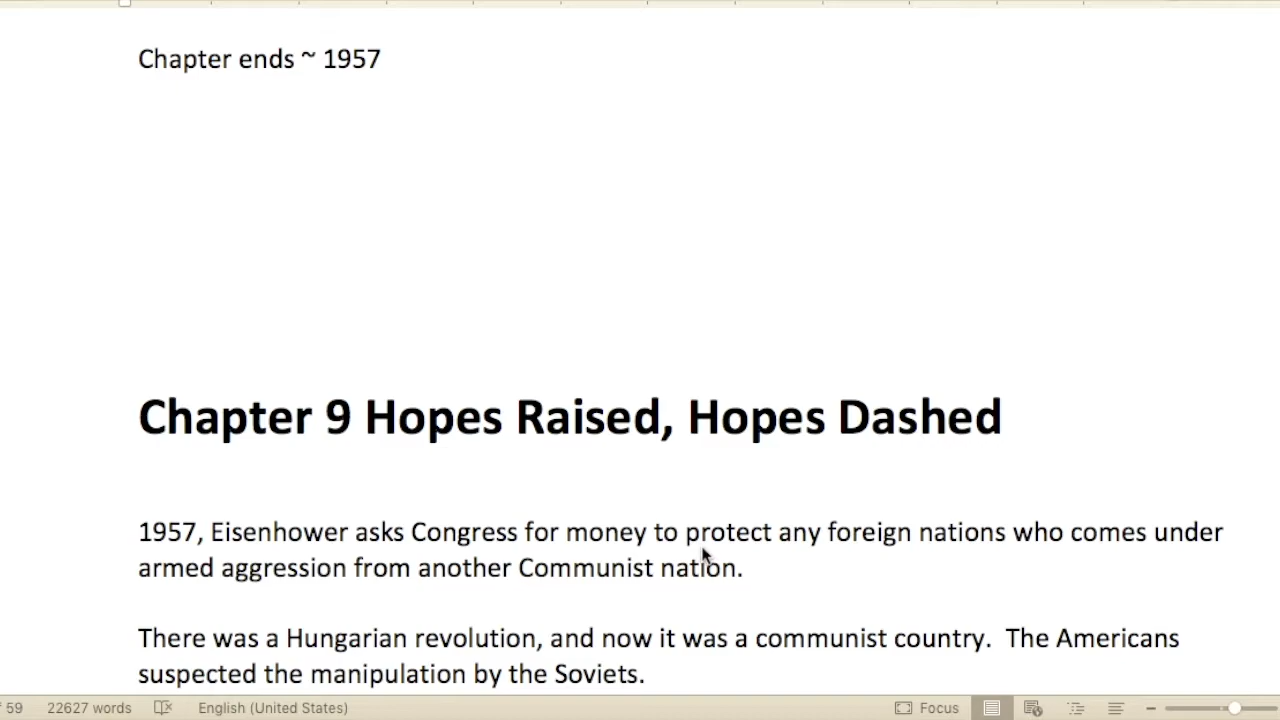 Chapter ends ~ 1957
Chapter 9 Hopes Raised, Hopes Dashed
1957, Eisenhower asks Congress for money to protect any foreign nations who comes under
armed aggression from another Communist nation.
There was a Hungarian revolution, and now it was a communist country.  The Americans
suspected the manipulation by the Soviets.
59 22627 words English (United States) Focus